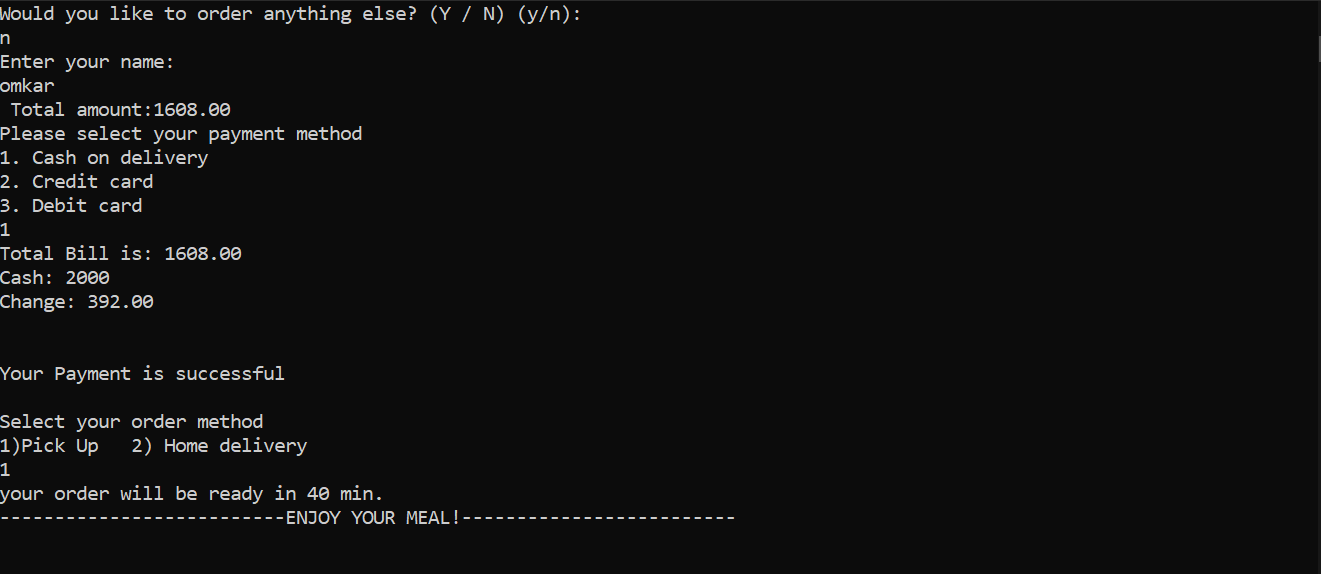 Would you like to order anything else? (Y / N) (y/n):
n
Enter your name:
omkar
 Total amount:1608.00
Please select your payment method
1. Cash on delivery
2. Credit card
3. Debit card
1
Total Bill is: 1608.00
Cash: 2000
Change: 392.00
Your Payment is successful
Select your order method
1)Pick Up   2) Home delivery
1
your order will be ready in 40 min.
--------------------------ENJOY YOUR MEAL!-------------------------